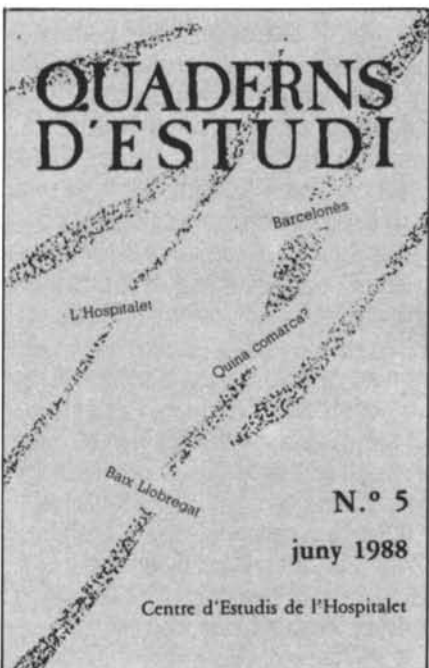 QUADERNS
D'ESTUDI
Barcelonès
L'Hospitalet
Quina comarca?
Baix Llobregat
N.º 5
juny 1988
Centre d'Estudis de l'Hospitalet